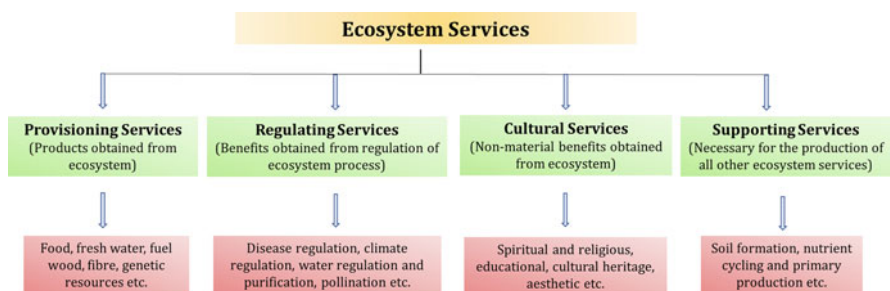 Ecosystem Services
Provisioning Services
(Products obtained from
ecosystem)
Regulating Services
(Benefits obtained from regulation of
ecosystem process)
Cultural Services
(Non-material benefits obtained
from ecosystem)
Supporting Services
(Necessary for the production of
all other ecosystem services)
Food, fresh water, fuel
wood, fibre, genetic
resources etc.
Disease regulation, climate
regulation, water regulation and
purification, pollination etc.
Spiritual and religious,
educational, cultural heritage,
aesthetic etc.
Soil formation, nutrient
cycling and primary
production etc.